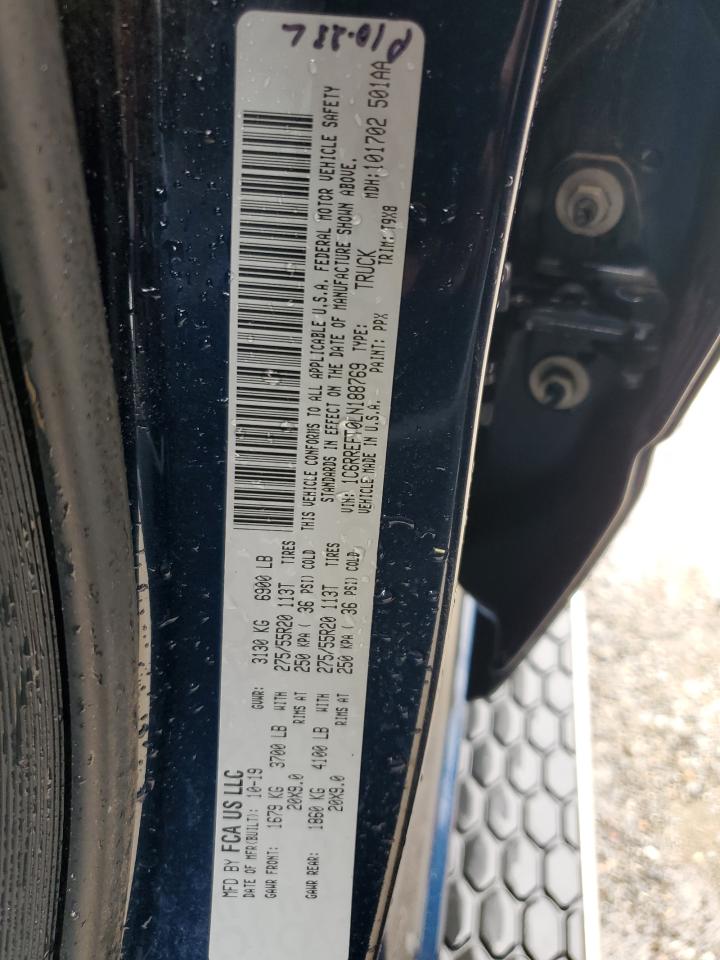 P10-23 L
MFD BY FCA US LLC
DATE OF MFR(BUILT): 10-19 GVWR: 3130 KG 6900 LB
GAWR FRONT: 1679 KG 3700 LB WITH 275/55R20 113T TIRES
20X9.0 RIMS AT 250 KPA ( 36 PSI) COLD
GAWR REAR: 1860 KG 4100 LB WITH 275/55R20 113T TIRES
20X9.0 RIMS AT 250 KPA ( 36 PSI) COLD
THIS VEHICLE CONFORMS TO ALL APPLICABLE U.S.A. FEDERAL MOTOR VEHICLE SAFETY
STANDARDS IN EFFECT ON THE DATE OF MANUFACTURE SHOWN ABOVE.
VIN: 1C6RREFT0LN188769 TYPE: TRUCK MDH:101702 501AA
VEHICLE MADE IN U.S.A. PAINT: PPX TRIM: *9X8